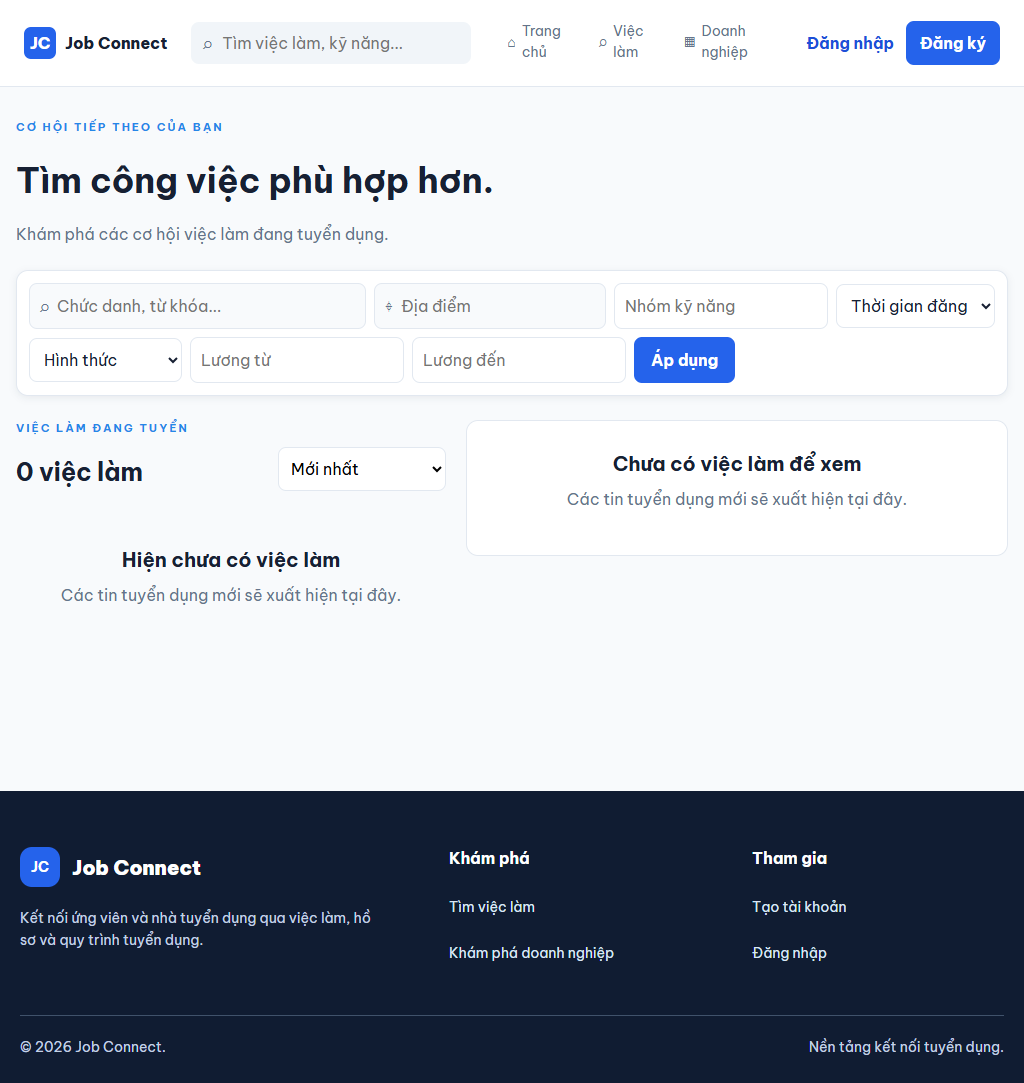 JC Job Connect
Tìm việc làm, kỹ năng...
Trang chủ
Việc làm
Doanh nghiệp
Đăng nhập
Đăng ký
CƠ HỘI TIẾP THEO CỦA BẠN
Tìm công việc phù hợp hơn.
Khám phá các cơ hội việc làm đang tuyển dụng.
Chức danh, từ khóa...
Địa điểm
Nhóm kỹ năng
Thời gian đăng
Hình thức
Lương từ
Lương đến
Áp dụng
VIỆC LÀM ĐANG TUYỂN
0 việc làm
Mới nhất
Hiện chưa có việc làm
Các tin tuyển dụng mới sẽ xuất hiện tại đây.
Chưa có việc làm để xem
Các tin tuyển dụng mới sẽ xuất hiện tại đây.
JC Job Connect
Kết nối ứng viên và nhà tuyển dụng qua việc làm, hồ
sơ và quy trình tuyển dụng.
Khám phá
Tìm việc làm
Khám phá doanh nghiệp
Tham gia
Tạo tài khoản
Đăng nhập
© 2026 Job Connect.
Nền tảng kết nối tuyển dụng.